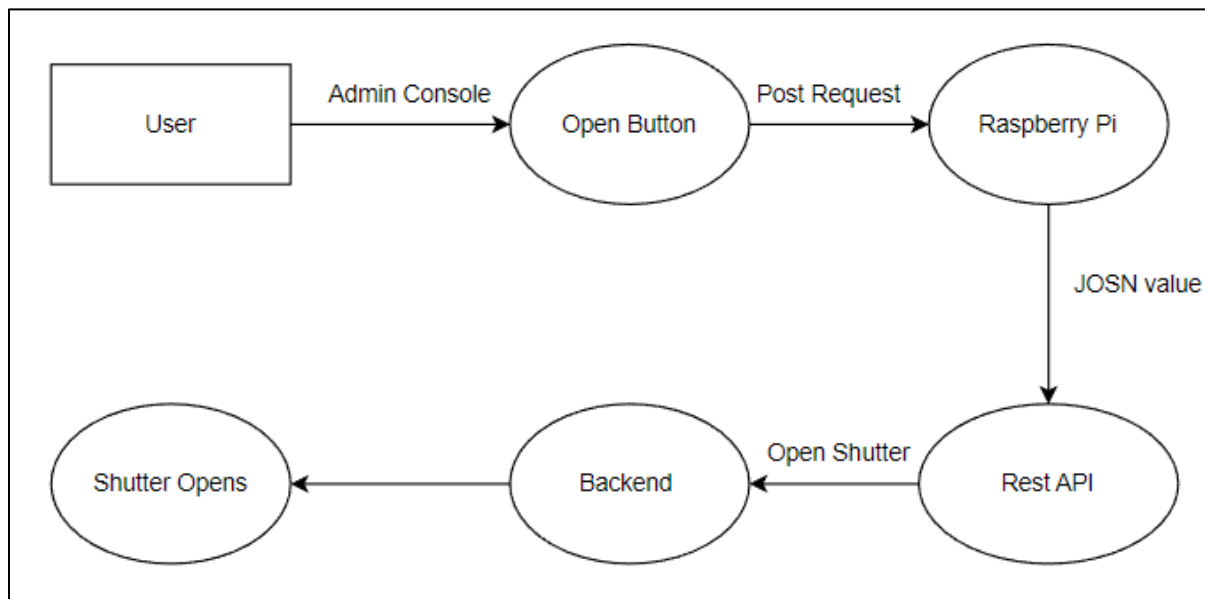 User
Admin Console
Open Button
Post Request
Raspberry Pi
JOSN value
Rest API
Open Shutter
Backend
Shutter Opens